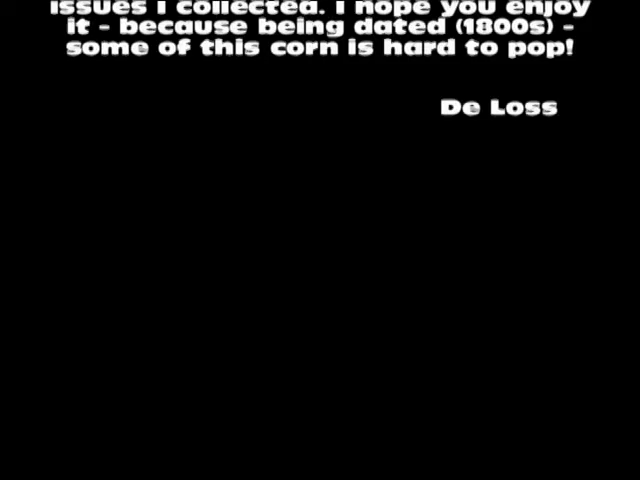 issues I collected. I hope you enjoy
it - because being dated (1800s) -
some of this corn is hard to pop!
De Loss